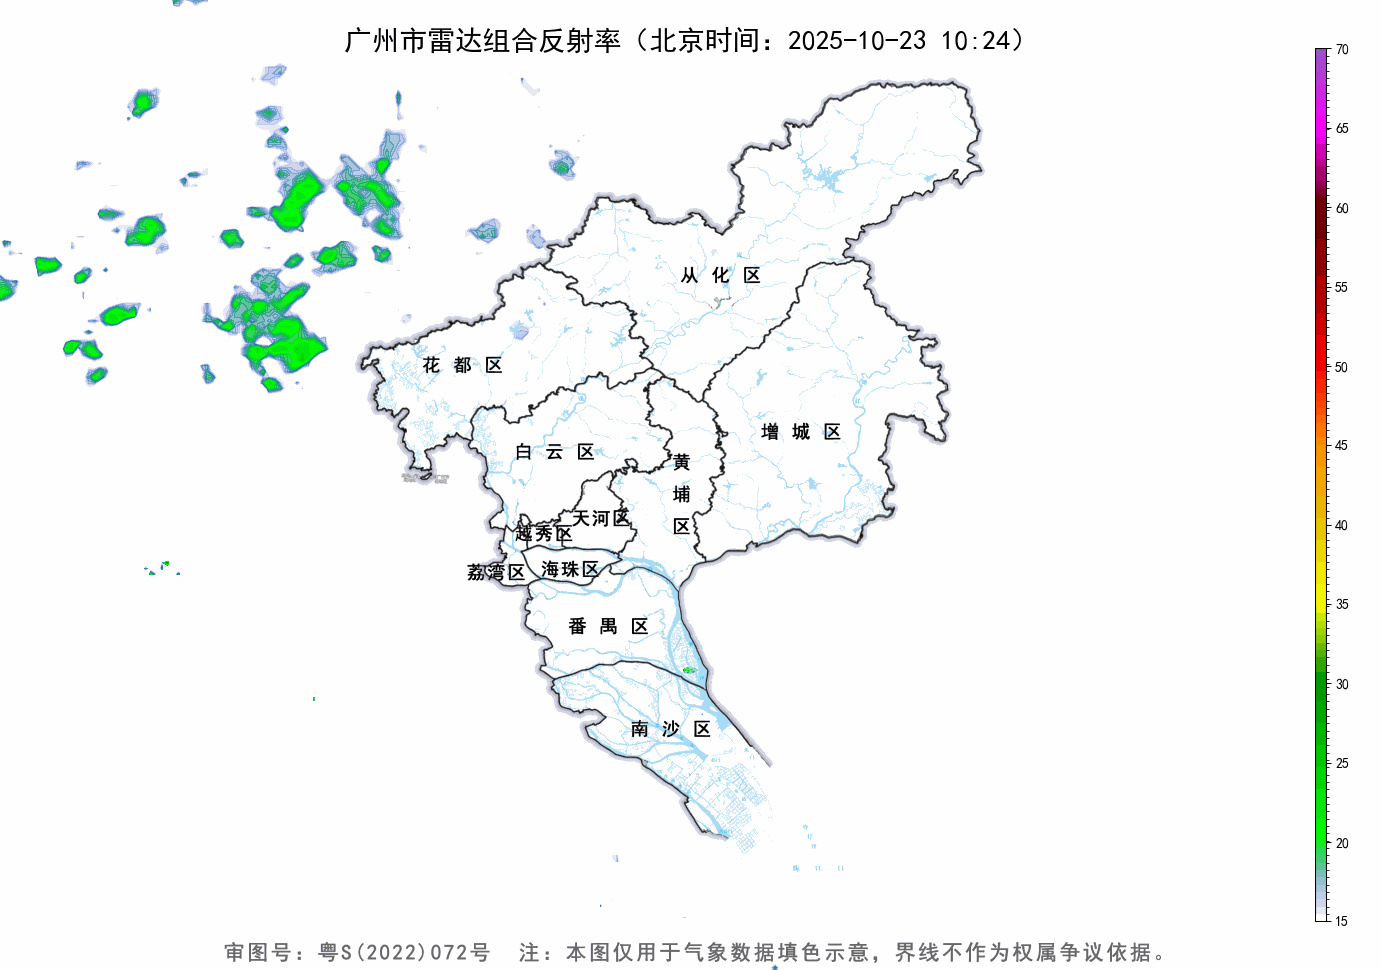 广州市雷达组合反射率（北京时间：2025-10-23 10:24）
70
65
60
55
50
45
40
35
30
25
20
15
从化区
花都区
增城区
白云区
黄埔区
天河区
越秀区
荔湾区
海珠区
番禺区
南沙区
审图号：粤S(2022)072号 注：本图仅用于气象数据填色示意，界线不作为权属争议依据。